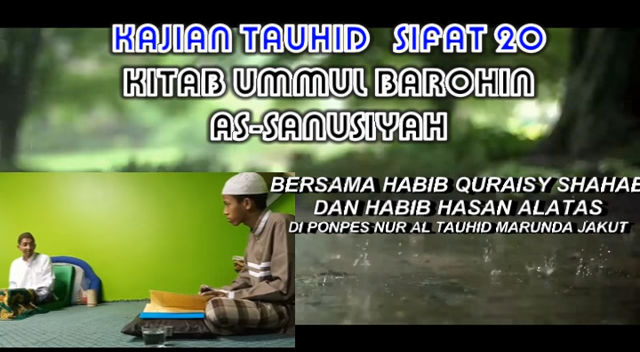 KAJIAN TAUHID SIFAT 20
KITAB UMMUL BAROHIN
AS-SANUSIYAH
BERSAMA HABIB QURAISY SHAHAB
DAN HABIB HASAN ALATAS
DI PONPES NUR AL TAUHID MARUNDA JAKUT